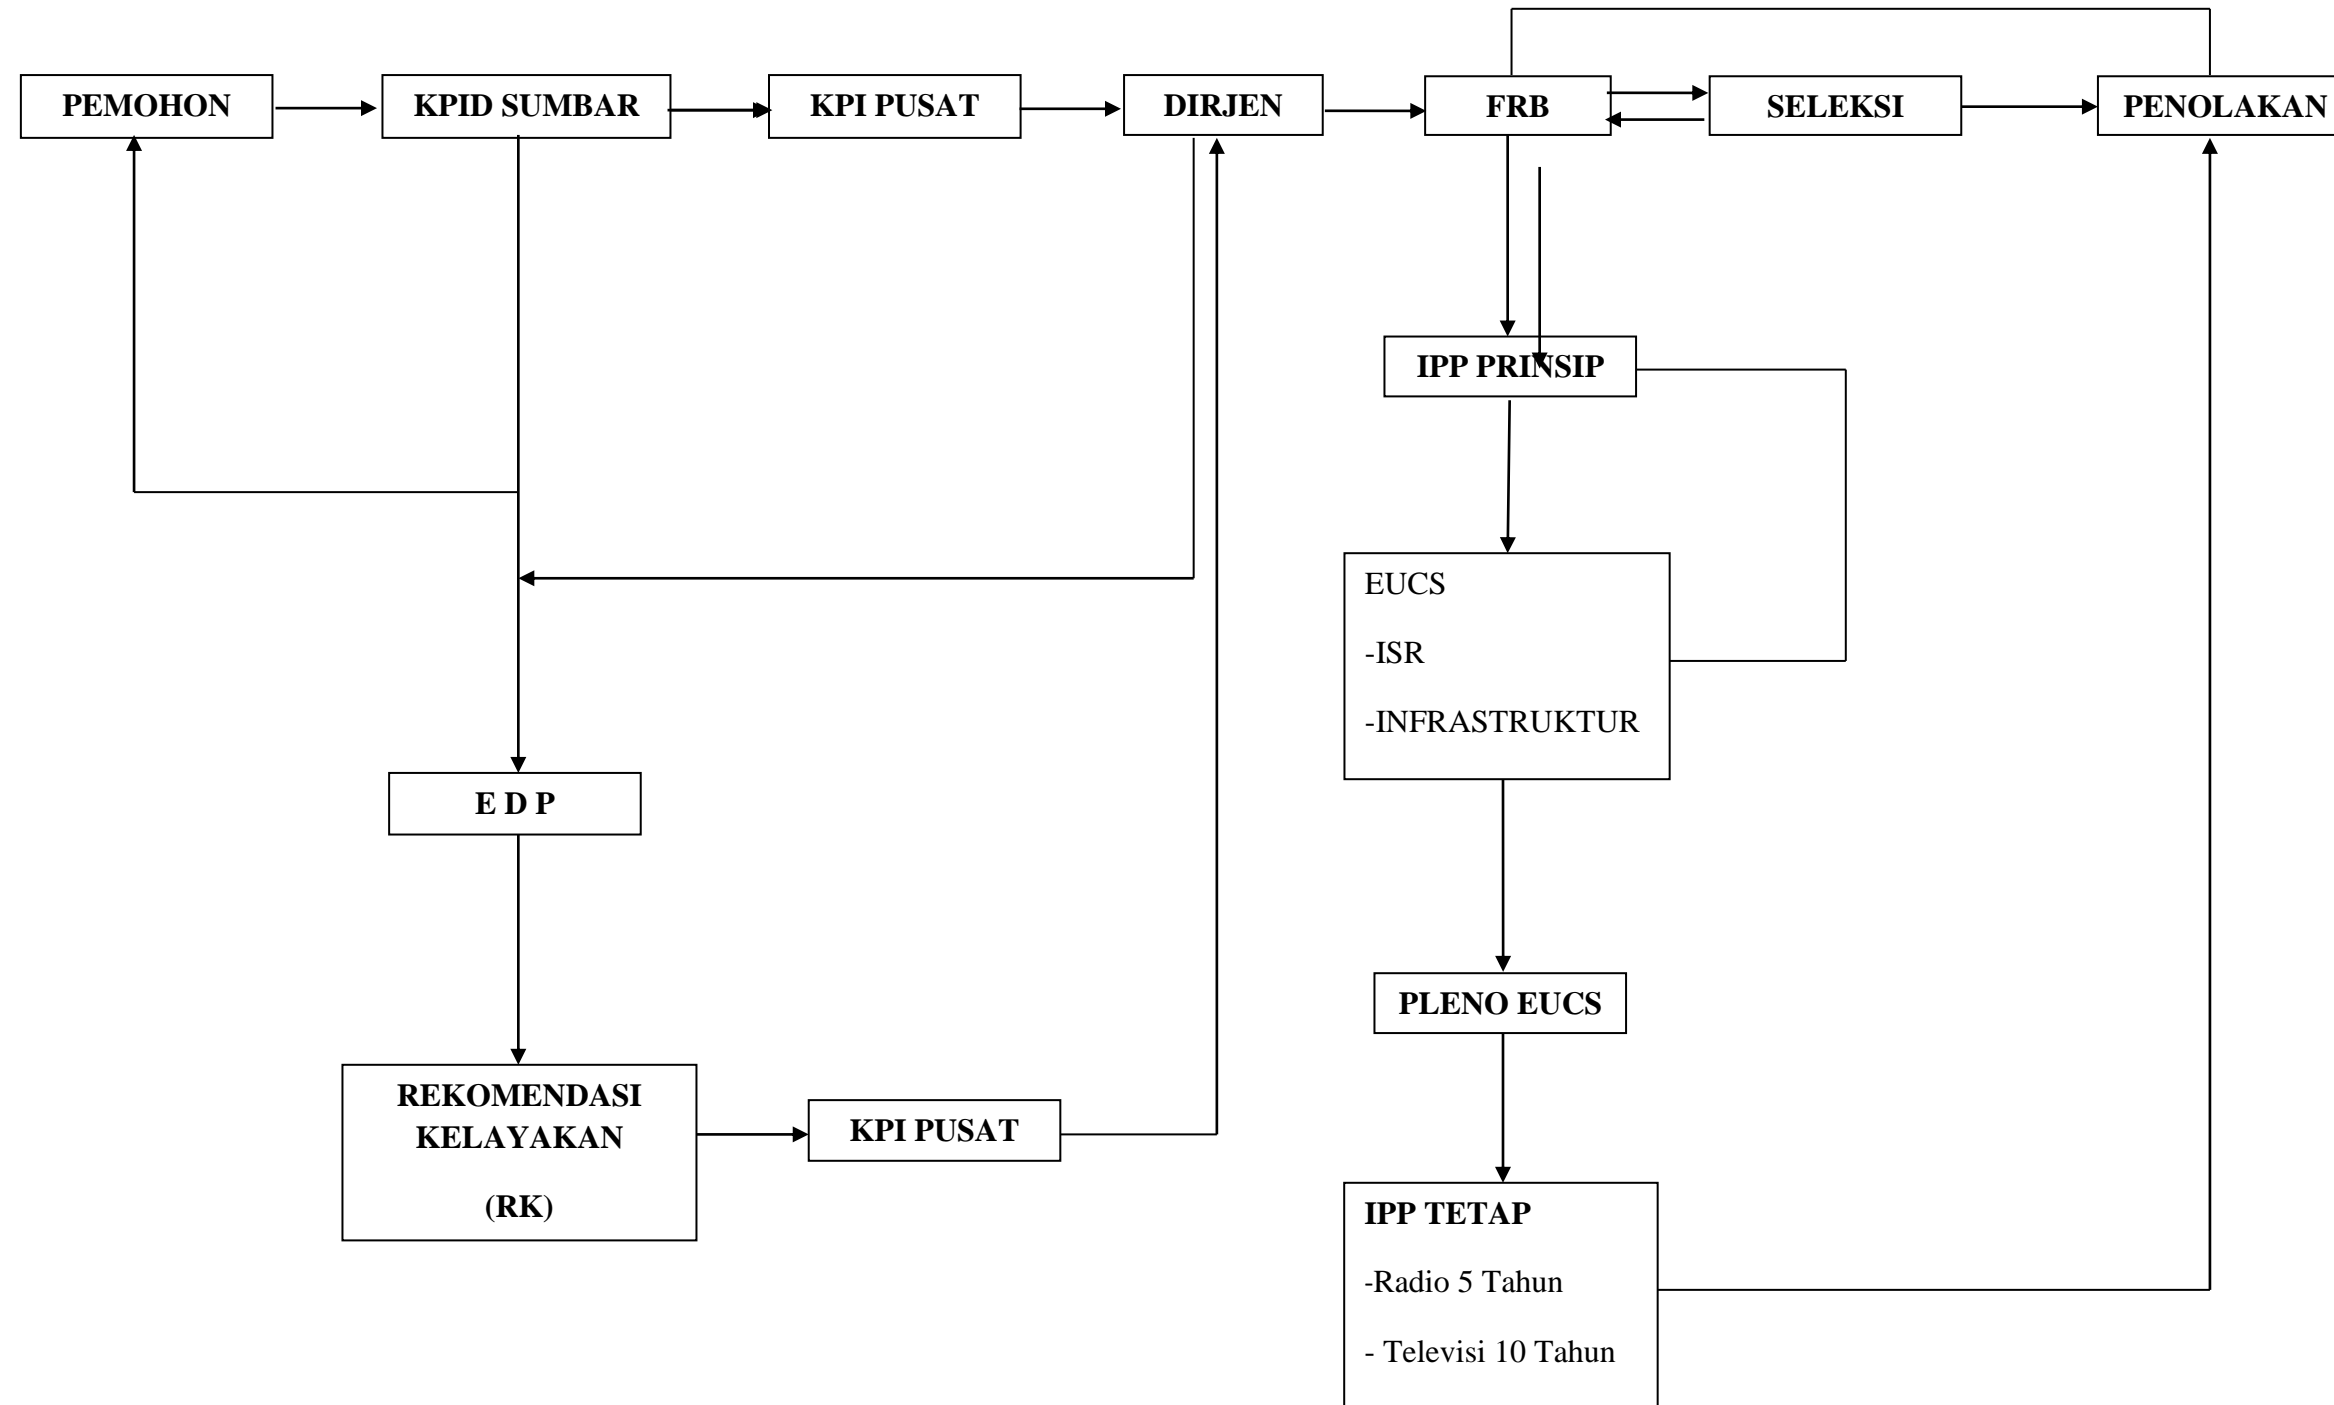 PEMOHON
KPID SUMBAR
KPI PUSAT
DIRJEN
FRB
SELEKSI
PENOLAKAN
IPP PRINSIP
EUCS
-ISR
-INFRASTRUKTUR
E D P
PLENO EUCS
REKOMENDASI
KELAYAKAN
(RK)
KPI PUSAT
IPP TETAP
-Radio 5 Tahun
- Televisi 10 Tahun